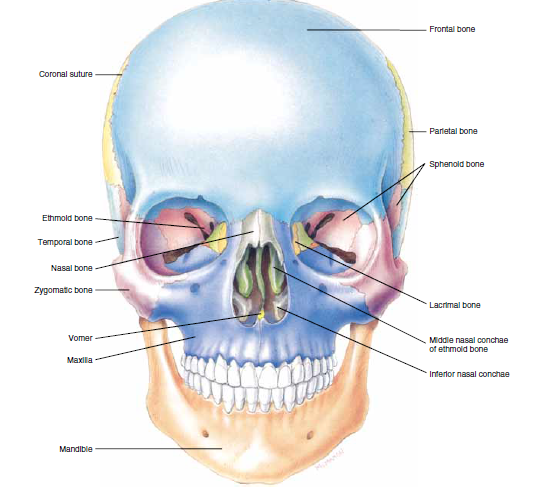 Frontal bone
Coronal suture
Parietal bone
Sphenoid bone
Ethmoid bone
Temporal bone
Nasal bone
Zygomatic bone
Lacrimal bone
Vomer
Middle nasal conchae
of ethmoid bone
Maxilla
Inferior nasal conchae
Mandible